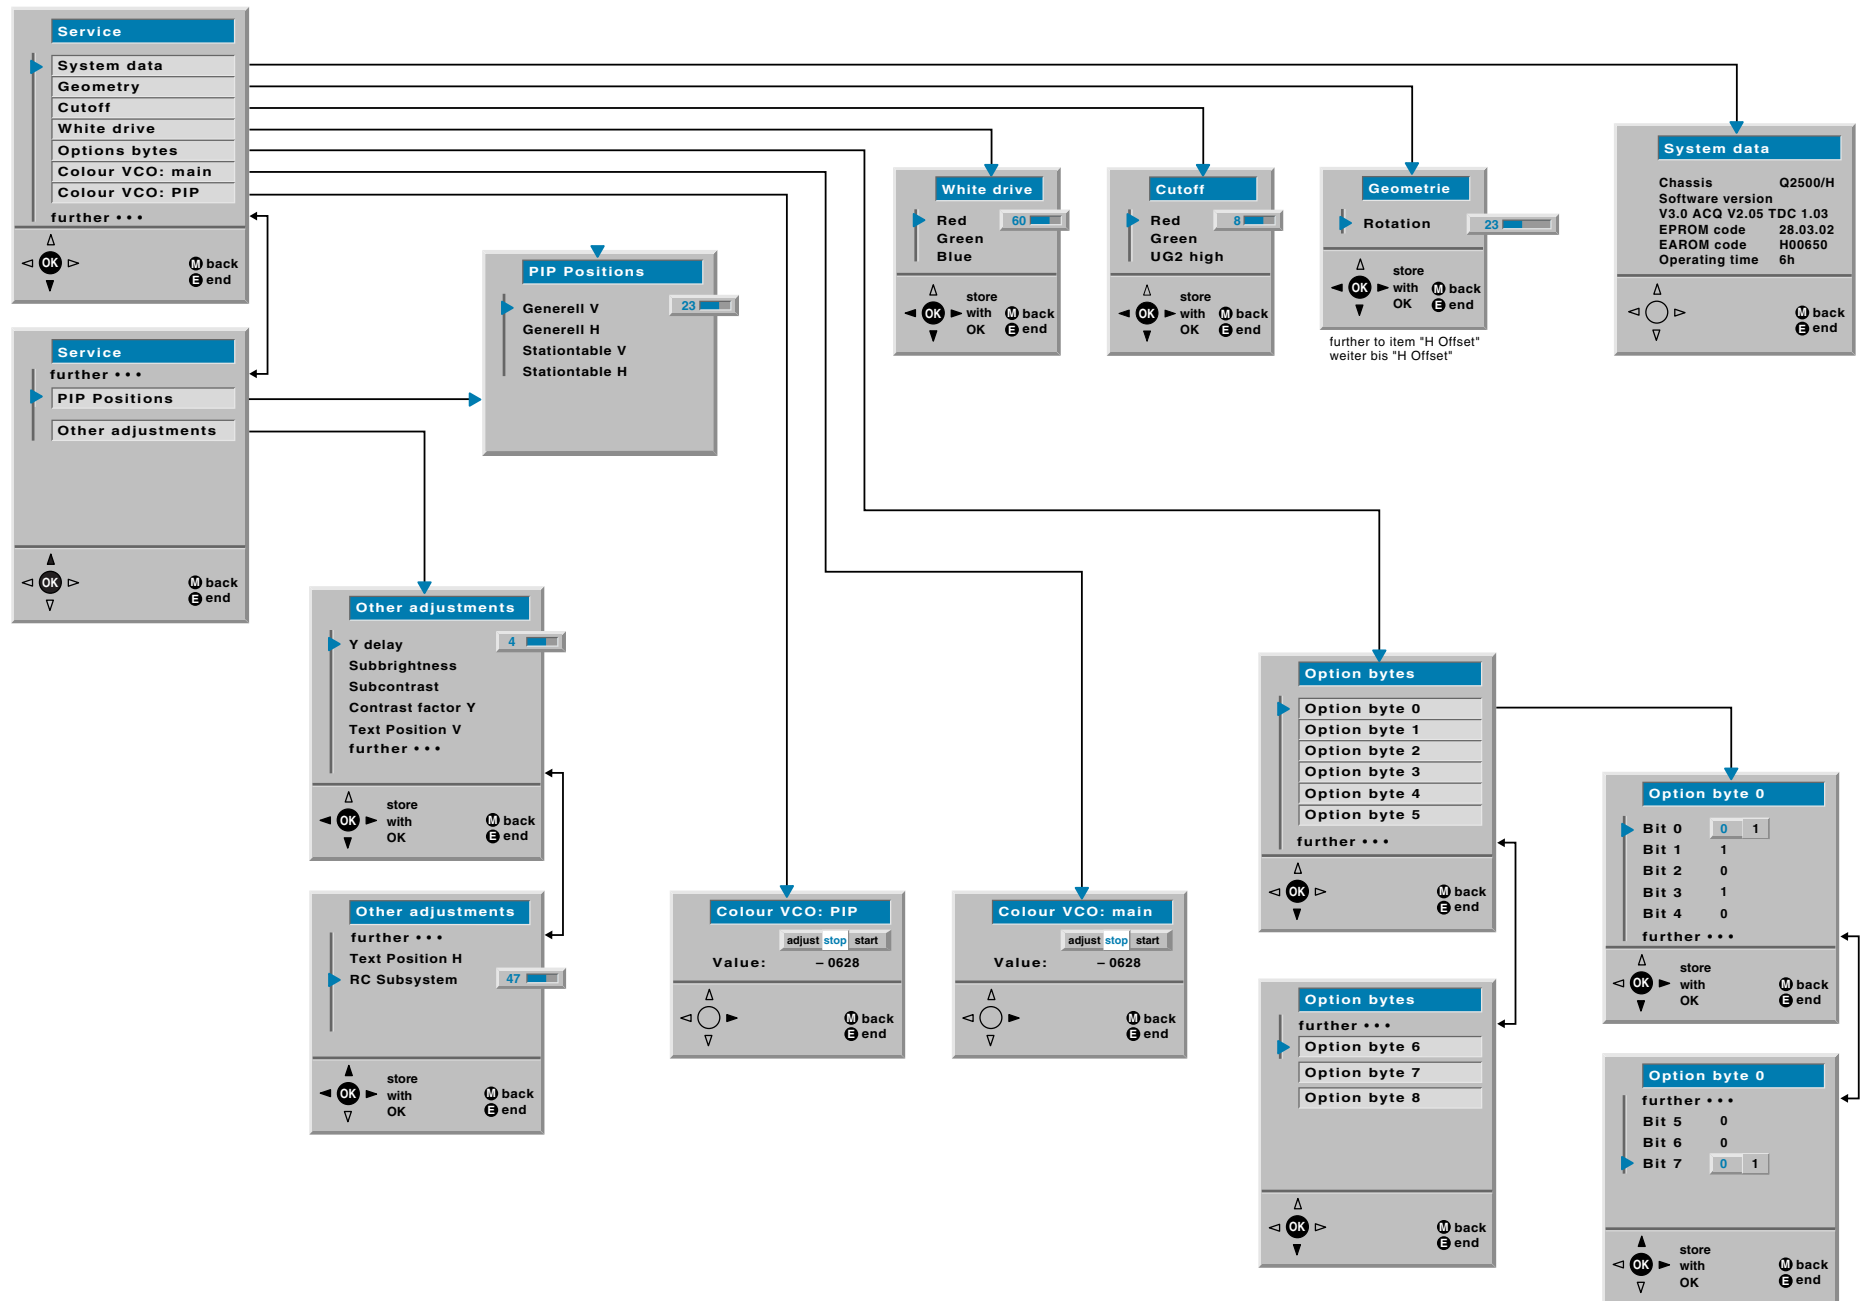 Service
System data
Geometry
Cutoff
White drive
Options bytes
Colour VCO: main
Colour VCO: PIP
further • • •
OK
M back
E end
Service
further • • •
PIP Positions
Other adjustments
OK
M back
E end
PIP Positions
Generell V 23
Generell H
Stationtable V
Stationtable H
White drive
Red 60
Green
Blue
store
OK with M back
OK E end
Cutoff
Red 8
Green
UG2 high
store
OK with M back
OK E end
Geometrie
Rotation 23
store
OK with M back
OK E end
further to item "H Offset"
weiter bis "H Offset"
System data
Chassis Q2500/H
Software version
V3.0 ACQ V2.05 TDC 1.03
EPROM code 28.03.02
EAROM code H00650
Operating time 6h
M back
E end
Other adjustments
Y delay 4
Subbrightness
Subcontrast
Contrast factor Y
Text Position V
further • • •
store
OK with M back
OK E end
Other adjustments
further • • •
Text Position H
RC Subsystem 47
store
OK with M back
OK E end
Colour VCO: PIP
adjust stop start
Value: – 0628
M back
E end
Colour VCO: main
adjust stop start
Value: – 0628
M back
E end
Option bytes
Option byte 0
Option byte 1
Option byte 2
Option byte 3
Option byte 4
Option byte 5
further • • •
OK M back
E end
Option bytes
further • • •
Option byte 6
Option byte 7
Option byte 8
OK M back
E end
Option byte 0
Bit 0 0 1
Bit 1 1
Bit 2 0
Bit 3 1
Bit 4 0
further • • •
store
OK with M back
OK E end
Option byte 0
further • • •
Bit 5 0
Bit 6 0
Bit 7 0 1
store
OK with M back
OK E end